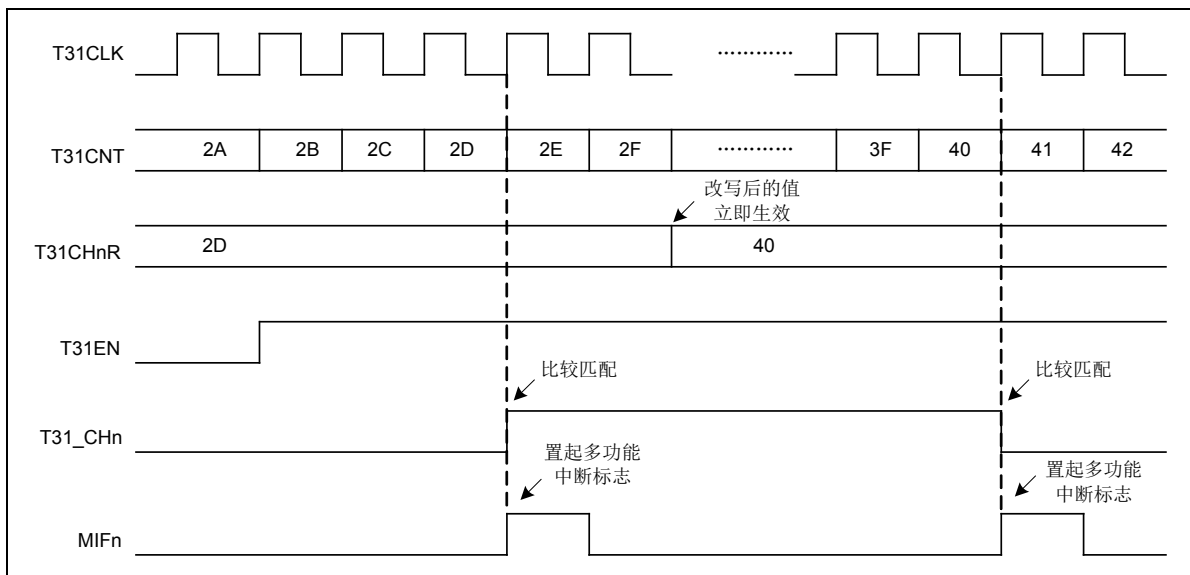 T31CLK
…………
T31CNT 2A 2B 2C 2D 2E 2F ………… 3F 40 41 42
改写后的值
立即生效
T31CHnR 2D 40
T31EN
比较匹配 比较匹配
T31_CHn
置起多功能
中断标志
置起多功能
中断标志
MIFn